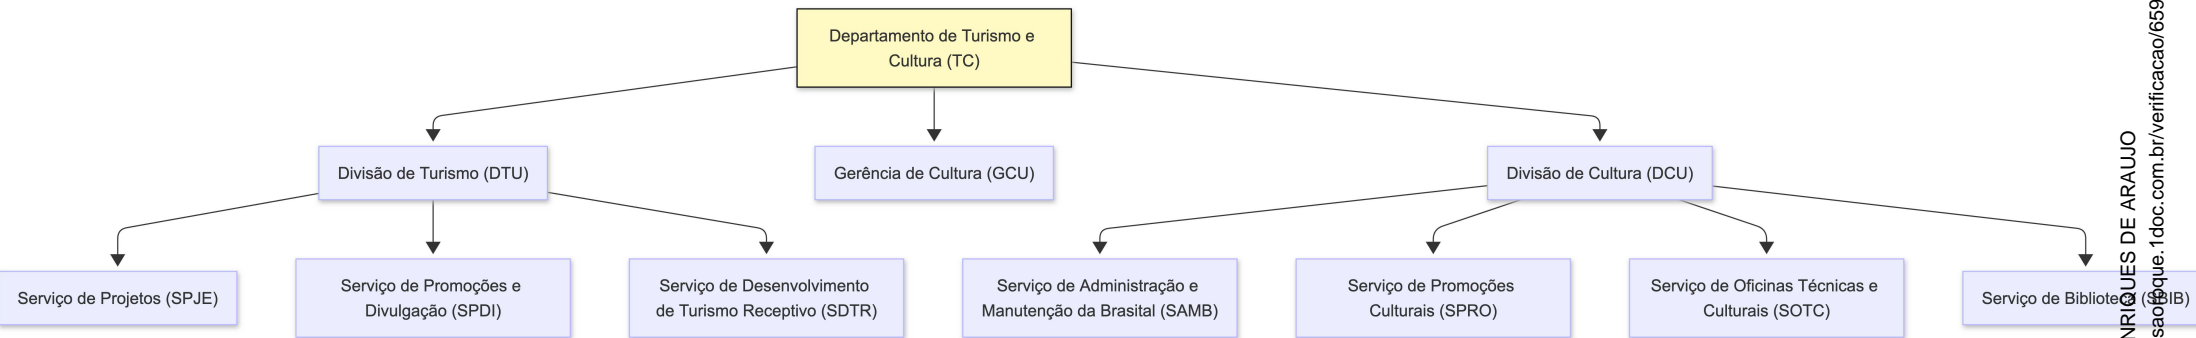 Departamento de Turismo e
Cultura (TC)
Divisão de Turismo (DTU)
Gerência de Cultura (GCU)
Divisão de Cultura (DCU)
Serviço de Projetos (SPJE)
Serviço de Promoções e
Divulgação (SPDI)
Serviço de Desenvolvimento
de Turismo Receptivo (SDTR)
Serviço de Administração e
Manutenção da Brasital (SAMB)
Serviço de Promoções
Culturais (SPRO)
Serviço de Oficinas Técnicas e
Culturais (SOTC)
Serviço de Biblioteca (SBIB)
NRIQUES DE ARAUJO
saoroque.1doc.com.br/verificacao/659